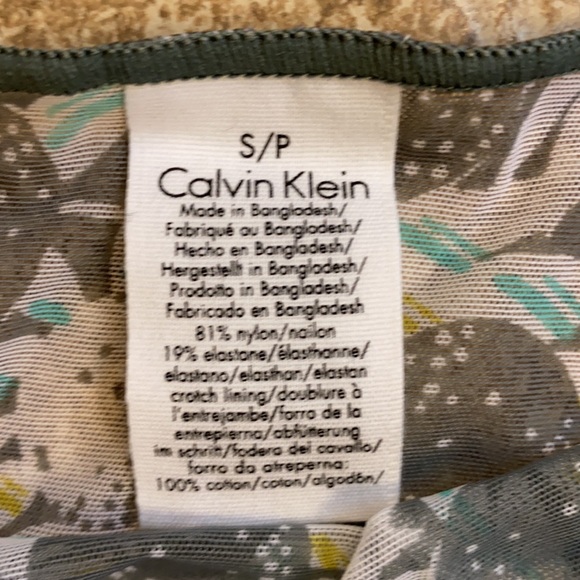 S/P
Calvin Klein
Made in Bangladesh/
Fabriqué au Bangladesh/
Hecho en Bangladesh/
Hergestellt in Bangladesh/
Prodotto in Bangladesh/
Fabricado en Bangladesh
81% nylon/nailon
19% elastane/élasthanne/
elastano/elasthan/elastan
crotch lining/doublure à
l'entrejambe/forro de la
entrepierna/abfütterung
im schritt/fodera del cavallo/
forro da atreperna:
100% cotton/coton/algodón/